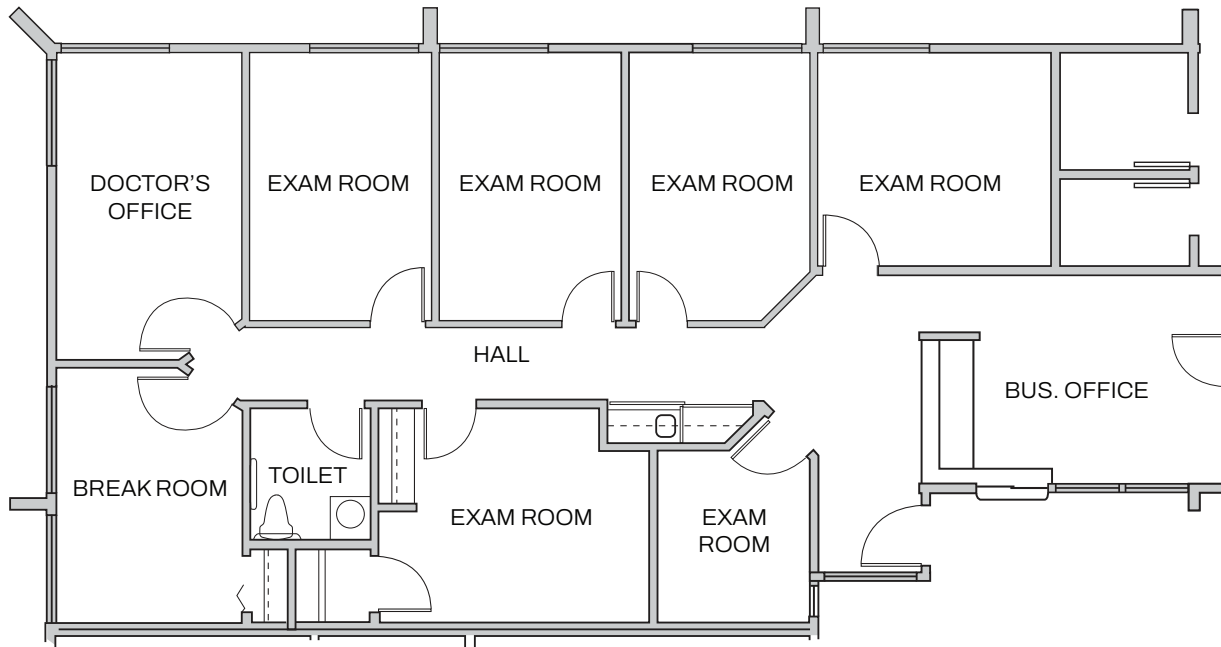 DOCTOR'S
OFFICE
EXAM ROOM
EXAM ROOM
EXAM ROOM
EXAM ROOM
HALL
BUS. OFFICE
BREAK ROOM
TOILET
EXAM ROOM
EXAM
ROOM